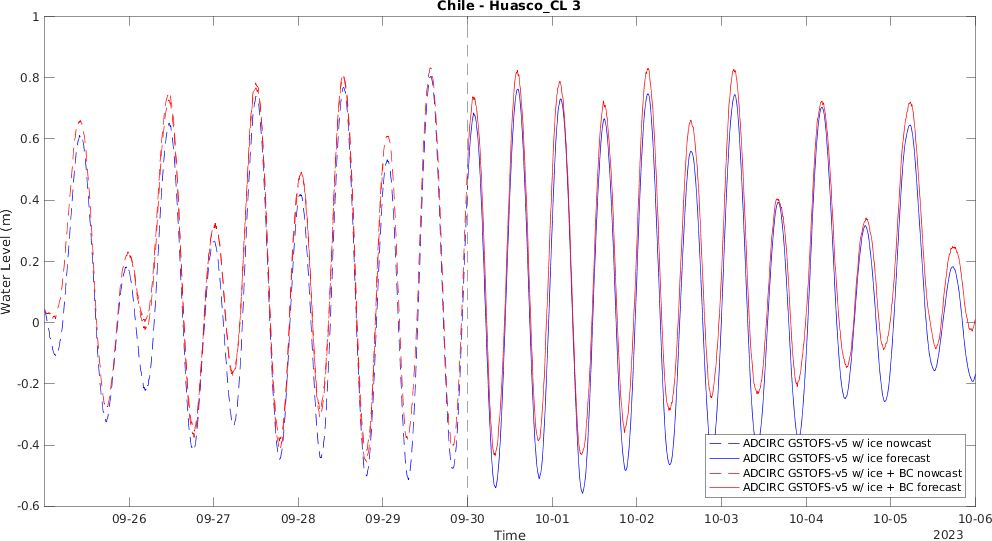 Chile - Huasco_CL 3
Water Level (m)
1
0.8
0.6
0.4
0.2
0
-0.2
-0.4
-0.6
ADCIRC GSTOFS-v5 w/ ice nowcast
ADCIRC GSTOFS-v5 w/ ice forecast
ADCIRC GSTOFS-v5 w/ ice + BC nowcast
ADCIRC GSTOFS-v5 w/ ice + BC forecast
09-26 09-27 09-28 09-29 09-30 10-01 10-02 10-03 10-04 10-05 10-06
Time
2023